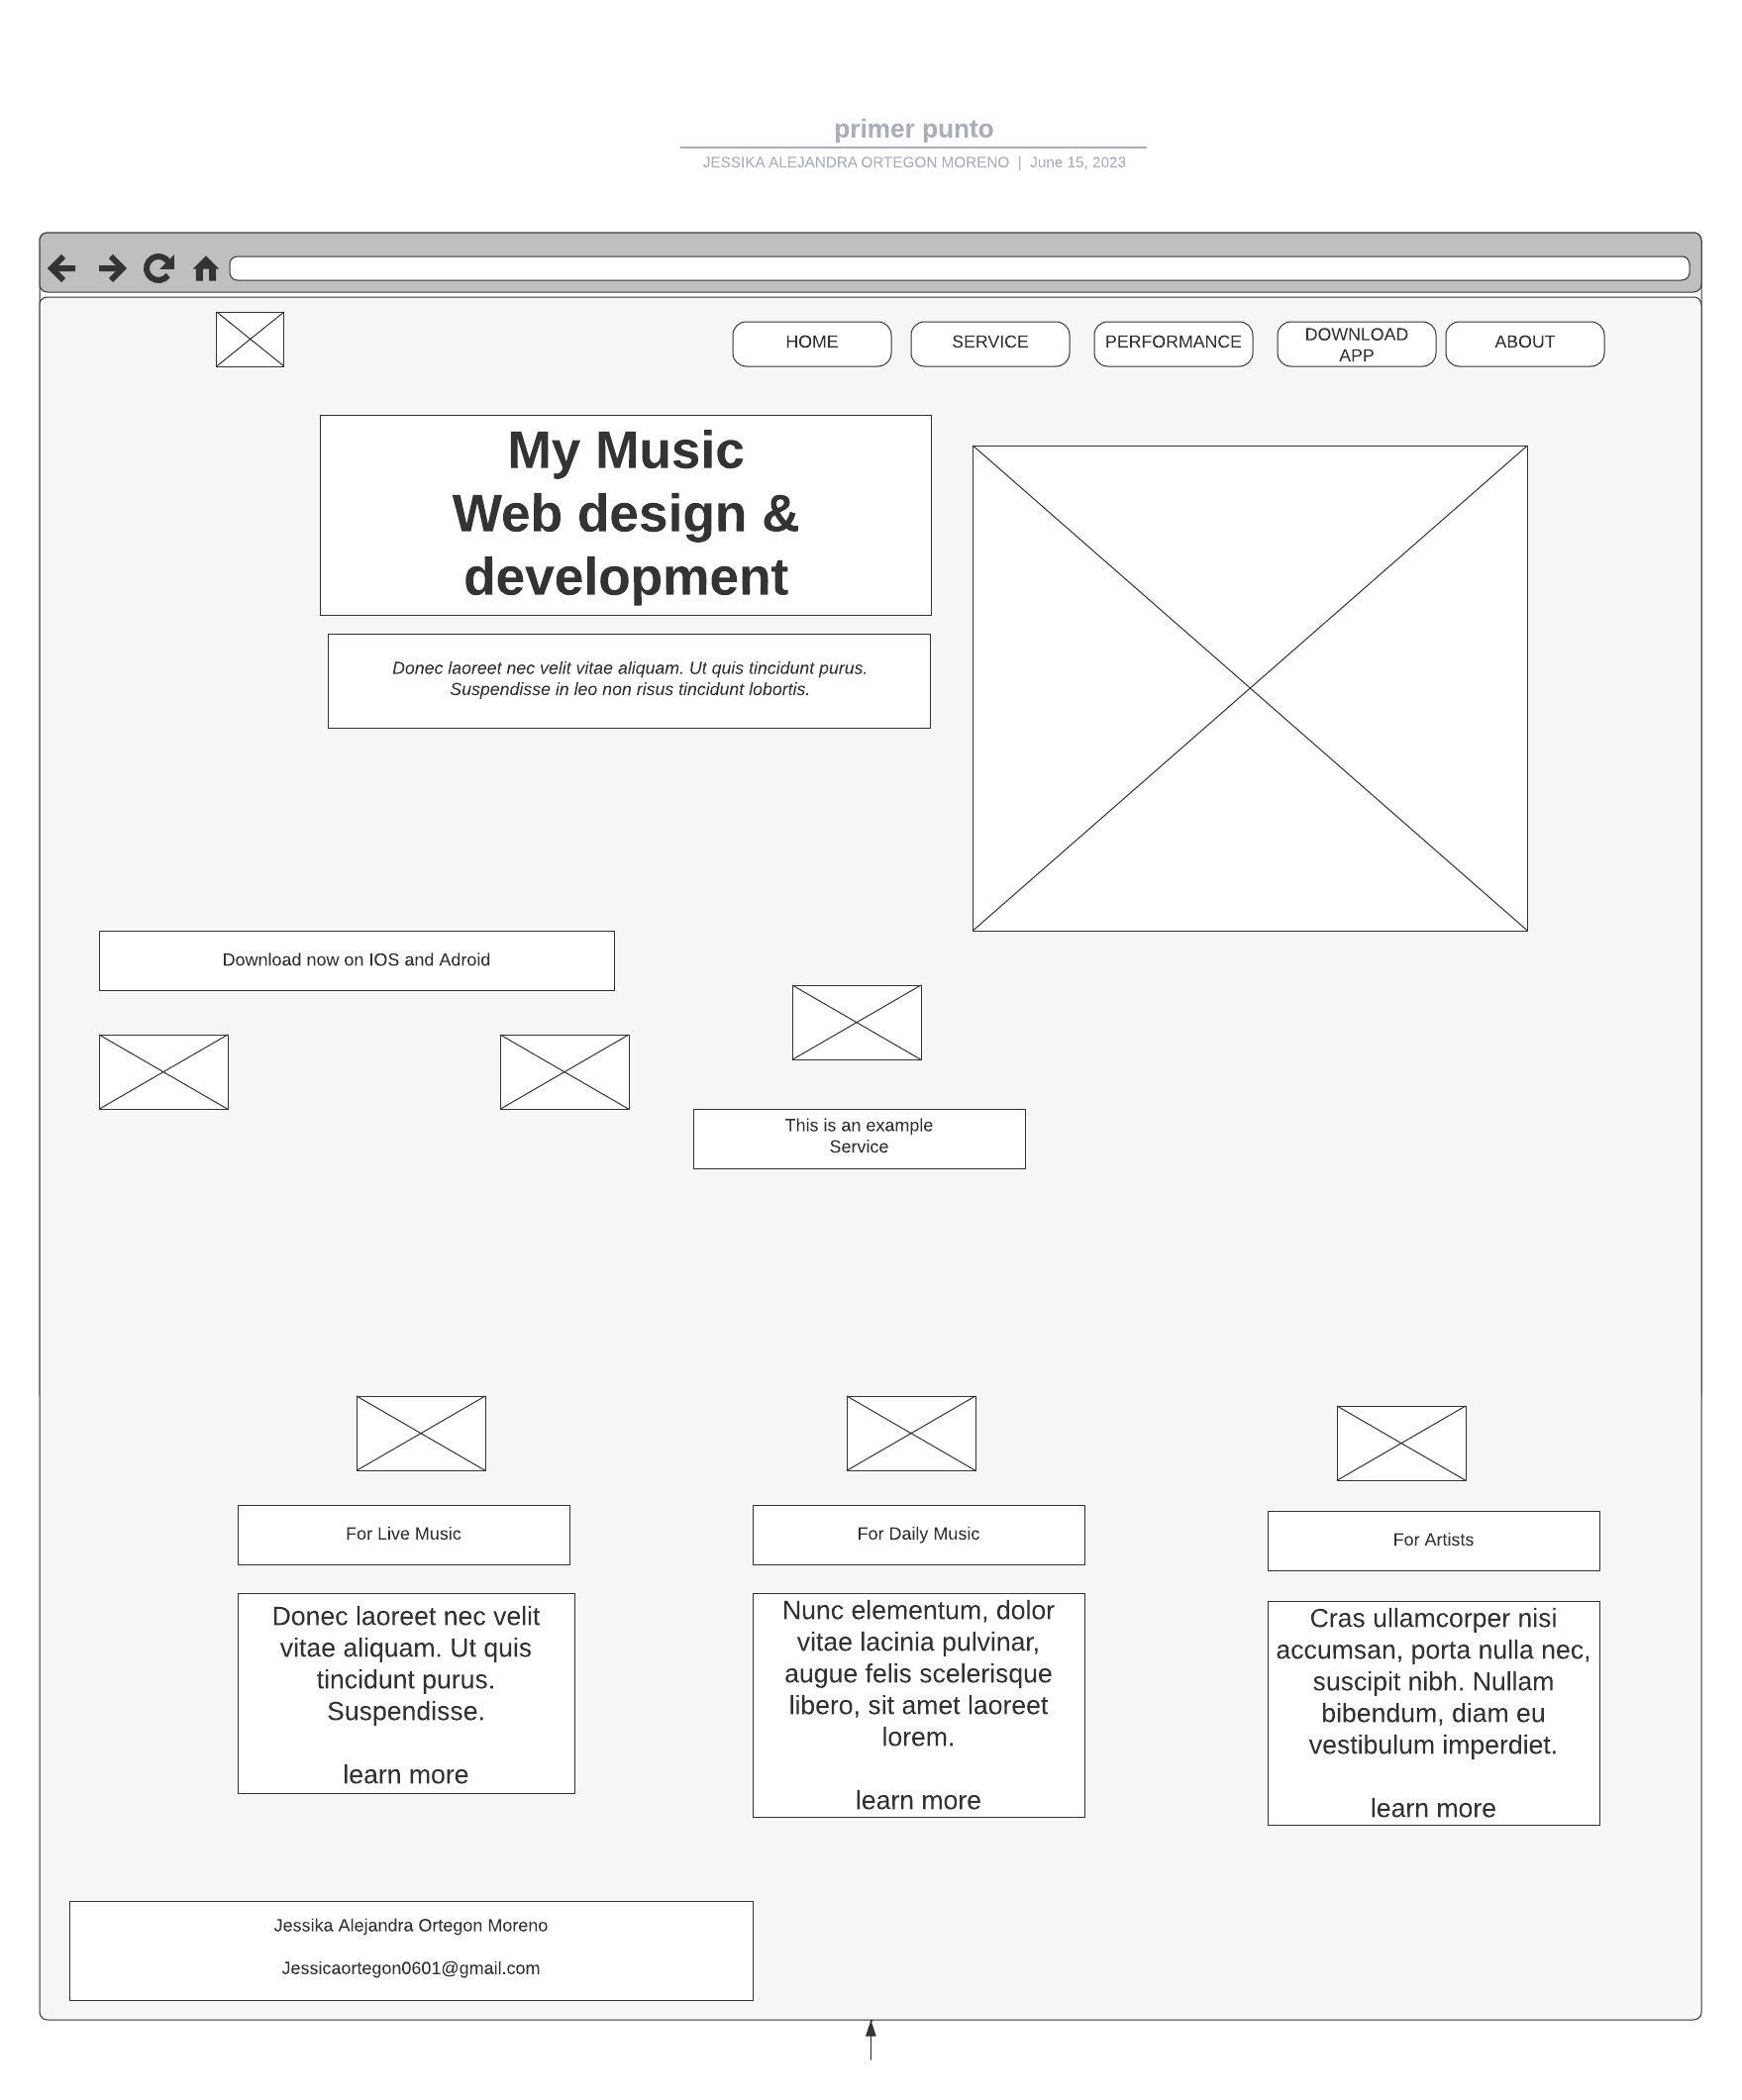 primer punto
JESSIKA ALEJANDRA ORTEGON MORENO | June 15, 2023
HOME
SERVICE
PERFORMANCE
DOWNLOAD
APP
ABOUT
My Music
Web design &
development
Donec laoreet nec velit vitae aliquam. Ut quis tincidunt purus.
Suspendisse in leo non risus tincidunt lobortis.
Download now on IOS and Adroid
This is an example
Service
For Live Music
Donec laoreet nec velit
vitae aliquam. Ut quis
tincidunt purus.
Suspendisse.
learn more
For Daily Music
Nunc elementum, dolor
vitae lacinia pulvinar,
augue felis scelerisque
libero, sit amet laoreet
lorem.
learn more
For Artists
Cras ullamcorper nisi
accumsan, porta nulla nec,
suscipit nibh. Nullam
bibendum, diam eu
vestibulum imperdiet.
learn more
Jessika Alejandra Ortegon Moreno
Jessicaortegon0601@gmail.com